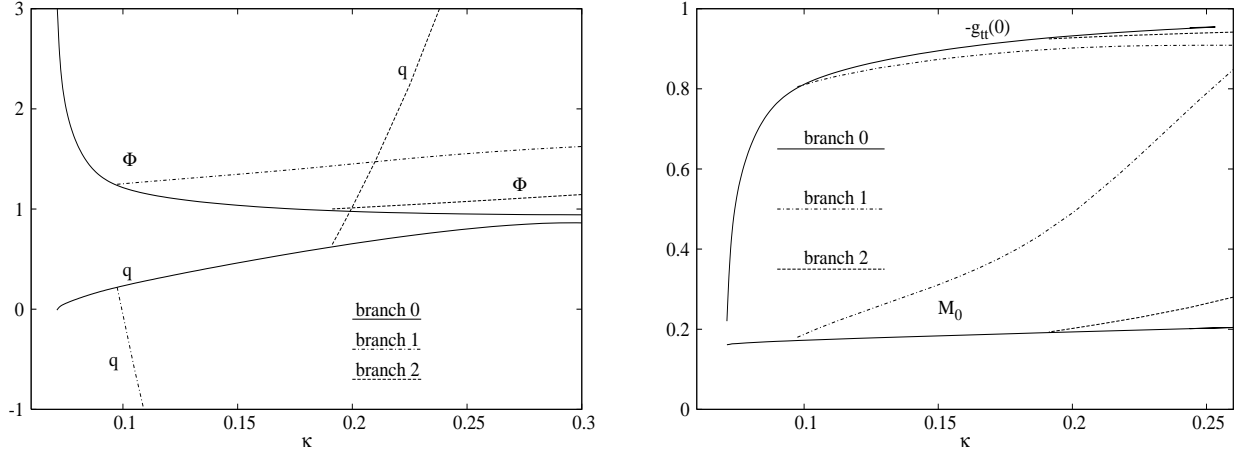 3
2
1
0
-1
0.1
0.15
0.2
0.25
0.3
κ
Φ
Φ
q
q
q
branch 0
branch 1
branch 2
1
0.8
0.6
0.4
0.2
0
0.1
0.15
0.2
0.25
κ
-g_tt(0)
branch 0
branch 1
branch 2
M_0